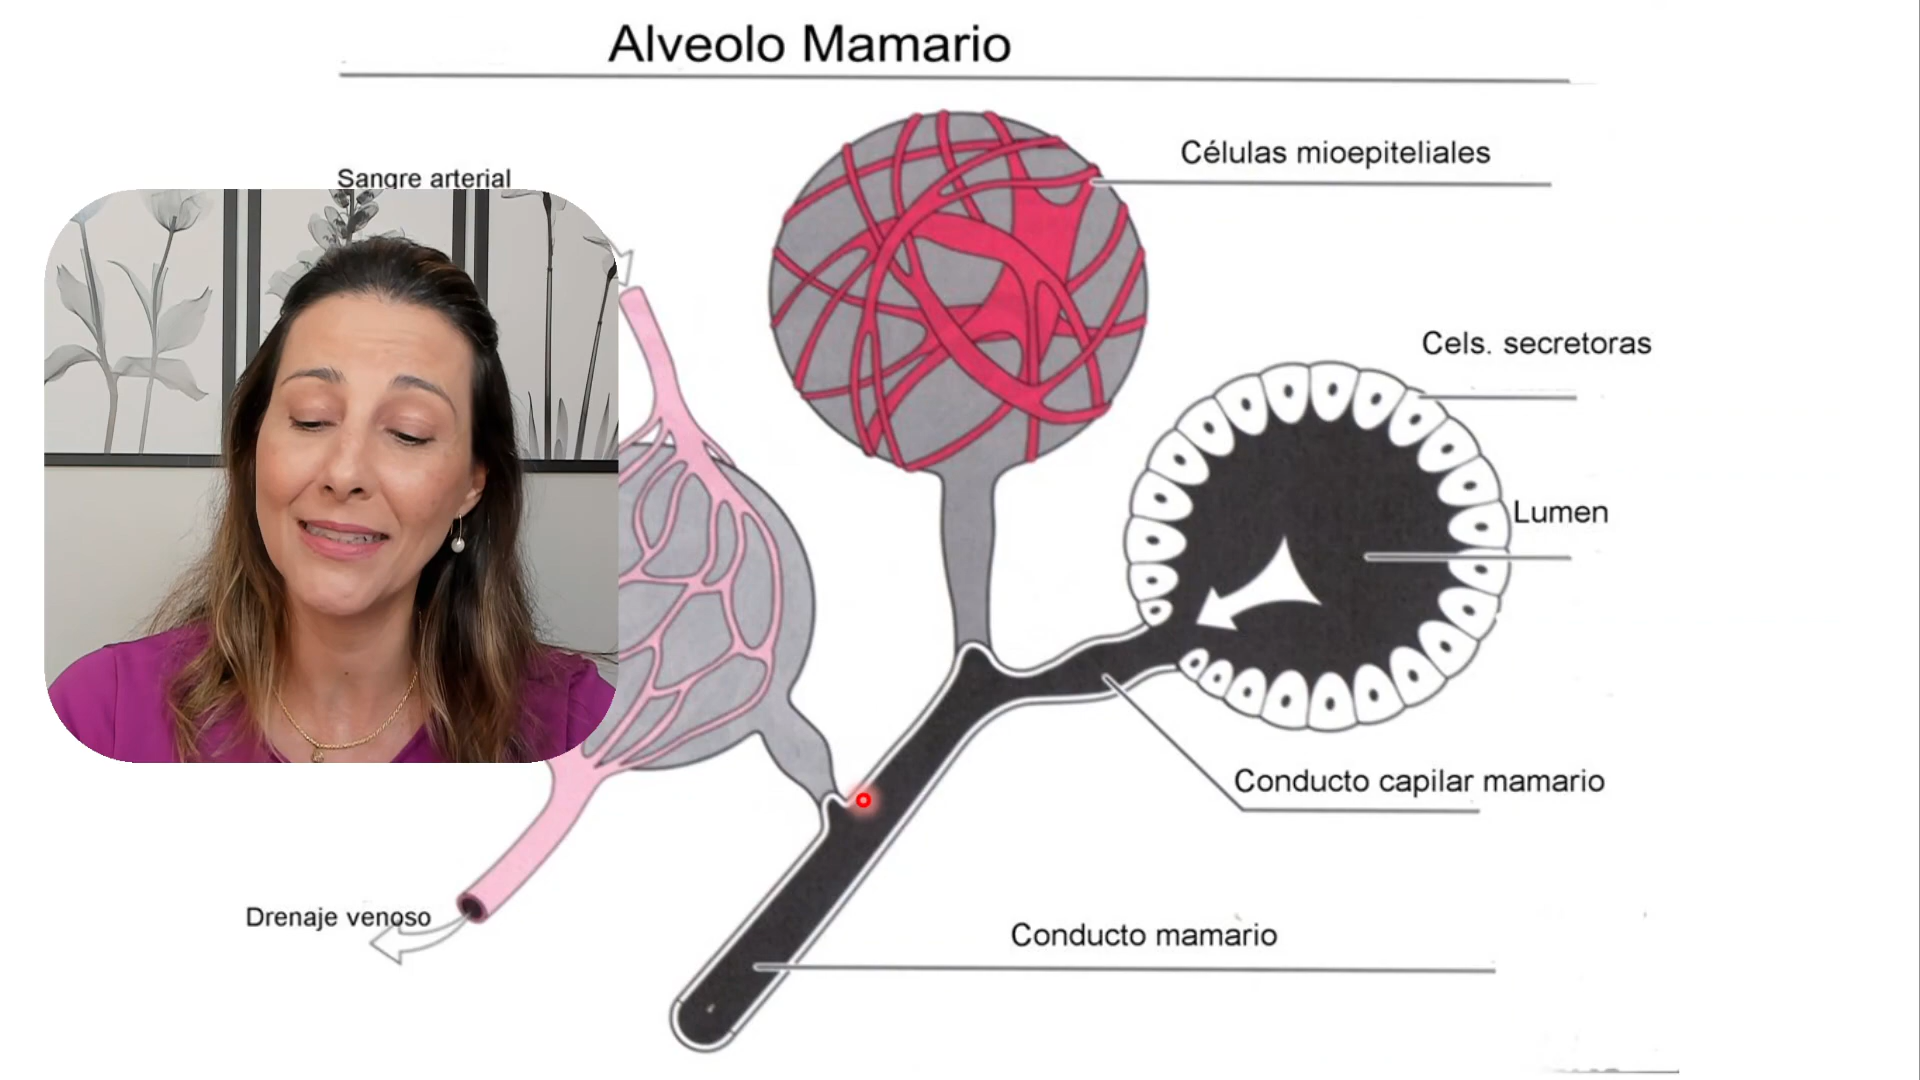 Alveolo Mamario
Células mioepiteliales
Sangre arterial
Cels. secretoras
Lumen
Conducto capilar mamario
Drenaje venoso
Conducto mamario